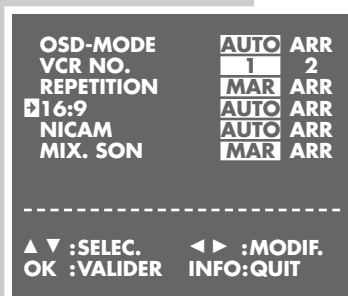 OSD-MODE AUTO ARR
VCR NO. 1 2
REPETITION MAR ARR
16:9 AUTO ARR
NICAM AUTO ARR
MIX. SON MAR ARR
▲ ▼ :SELEC. ◄ ► :MODIF.
OK :VALIDER INFO:QUIT